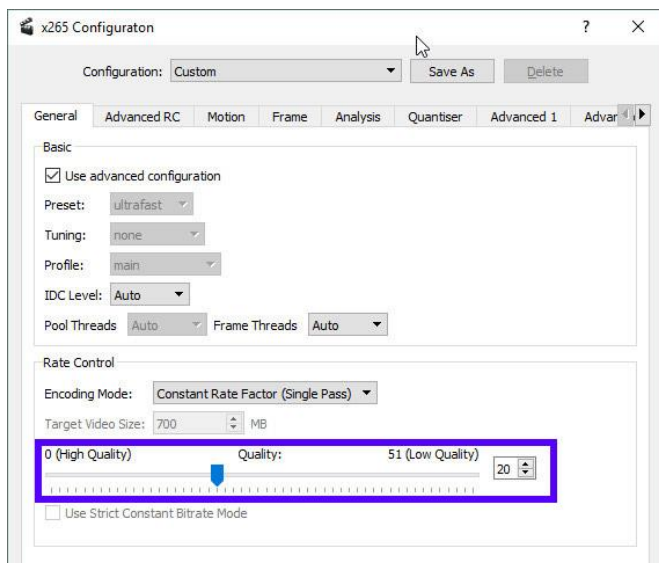 x265 Configuraton ?
Configuration: Custom Save As Delete
General Advanced RC Motion Frame Analysis Quantiser Advanced 1 Advar
Basic
Use advanced configuration
Preset: ultrafast
Tuning: none
Profile: main
IDC Level: Auto
Pool Threads Auto Frame Threads Auto
Rate Control
Encoding Mode: Constant Rate Factor (Single Pass)
Target Video Size: 700 MB
0 (High Quality) Quality: 51 (Low Quality)
20
Use Strict Constant Bitrate Mode